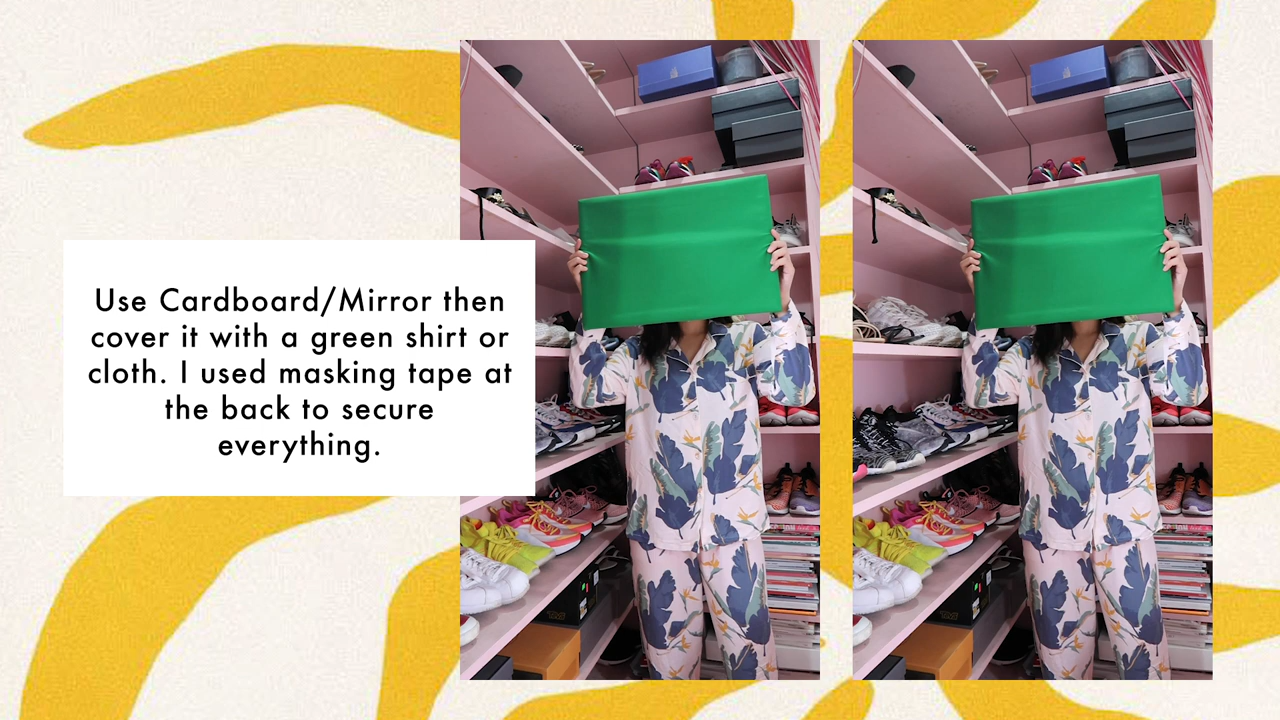 Use Cardboard/Mirror then
cover it with a green shirt or
cloth. I used masking tape at
the back to secure
everything.